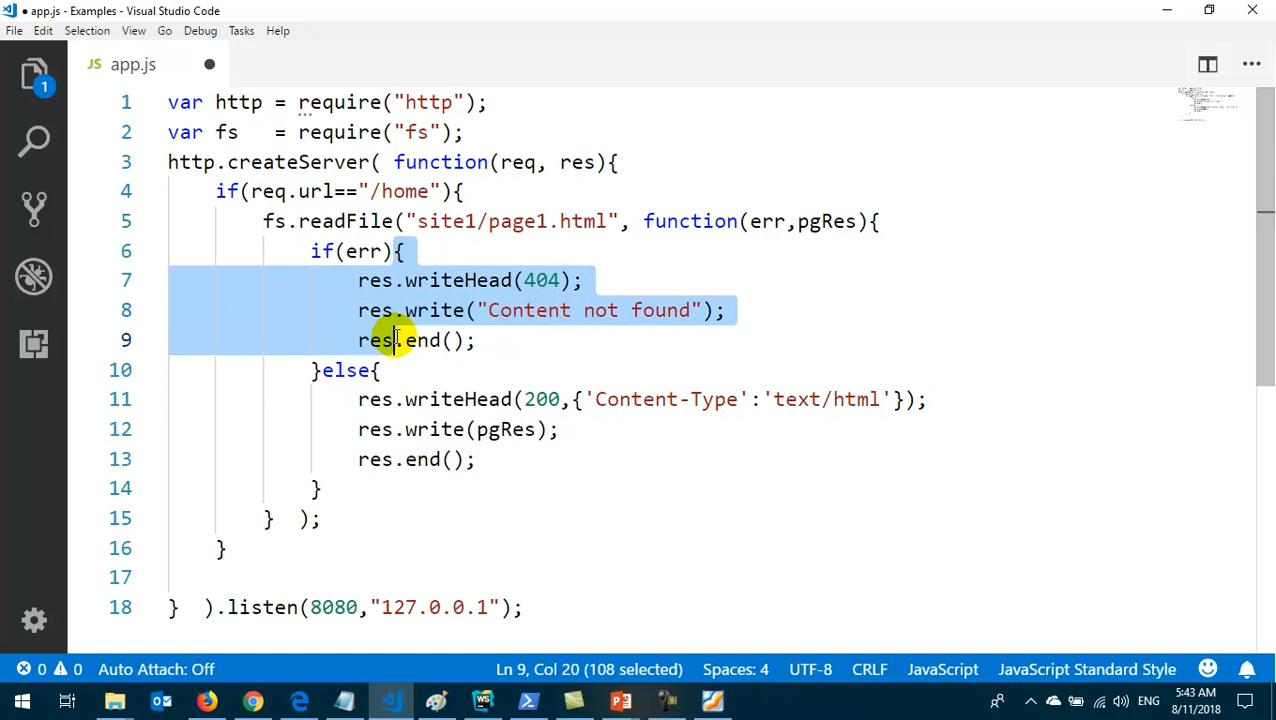 ● app.js - Examples - Visual Studio Code
File Edit Selection View Go Debug Tasks Help
JS app.js ●
1 var http = require("http");
2 var fs   = require("fs");
3 http.createServer( function(req, res){
4     if(req.url=="/home"){
5         fs.readFile("site1/page1.html", function(err,pgRes){
6             if(err){
7                 res.writeHead(404);
8                 res.write("Content not found");
9                 res.end();
10             }else{
11                 res.writeHead(200,{'Content-Type':'text/html'});
12                 res.write(pgRes);
13                 res.end();
14             }
15         }  );
16     }
17
18 }  ).listen(8080,"127.0.0.1");
1
0 0 Auto Attach: Off Ln 9, Col 20 (108 selected) Spaces: 4 UTF-8 CRLF JavaScript JavaScript Standard Style
ENG 5:43 AM
8/11/2018